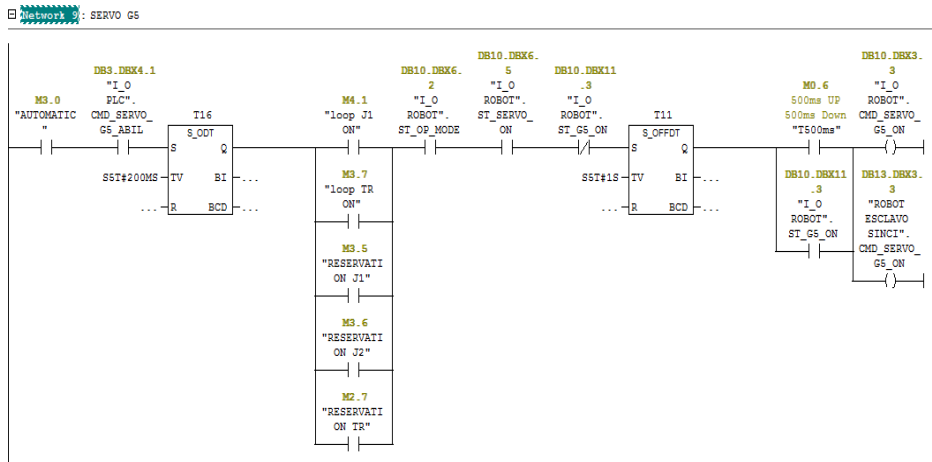 Network 9: SERVO G5
M3.0
"AUTOMATIC
"
DB3.DBX4.1
"I_O
PLC".
CMD_SERVO_
G5_ABIL
T16
S_ODT
S Q
S5T#200MS TV BI ...
... R BCD ...
M4.1
"loop J1
ON"
M3.7
"loop TR
ON"
M3.5
"RESERVATI
ON J1"
M3.6
"RESERVATI
ON J2"
M2.7
"RESERVATI
ON TR"
DB10.DBX6.
2
"I_O
ROBOT".
ST_OP_MODE
DB10.DBX6.
5
"I_O
ROBOT".
ST_SERVO_
ON
DB10.DBX11
.3
"I_O
ROBOT".
ST_G5_ON
T11
S_OFFDT
S Q
S5T#1S TV BI ...
... R BCD ...
M0.6
500ms UP
500ms Down
"T500ms"
DB10.DBX11
.3
"I_O
ROBOT".
ST_G5_ON
DB10.DBX3.
3
"I_O
ROBOT".
CMD_SERVO_
G5_ON
DB13.DBX3.
3
"ROBOT
ESCLAVO
SINCI".
CMD_SERVO_
G5_ON